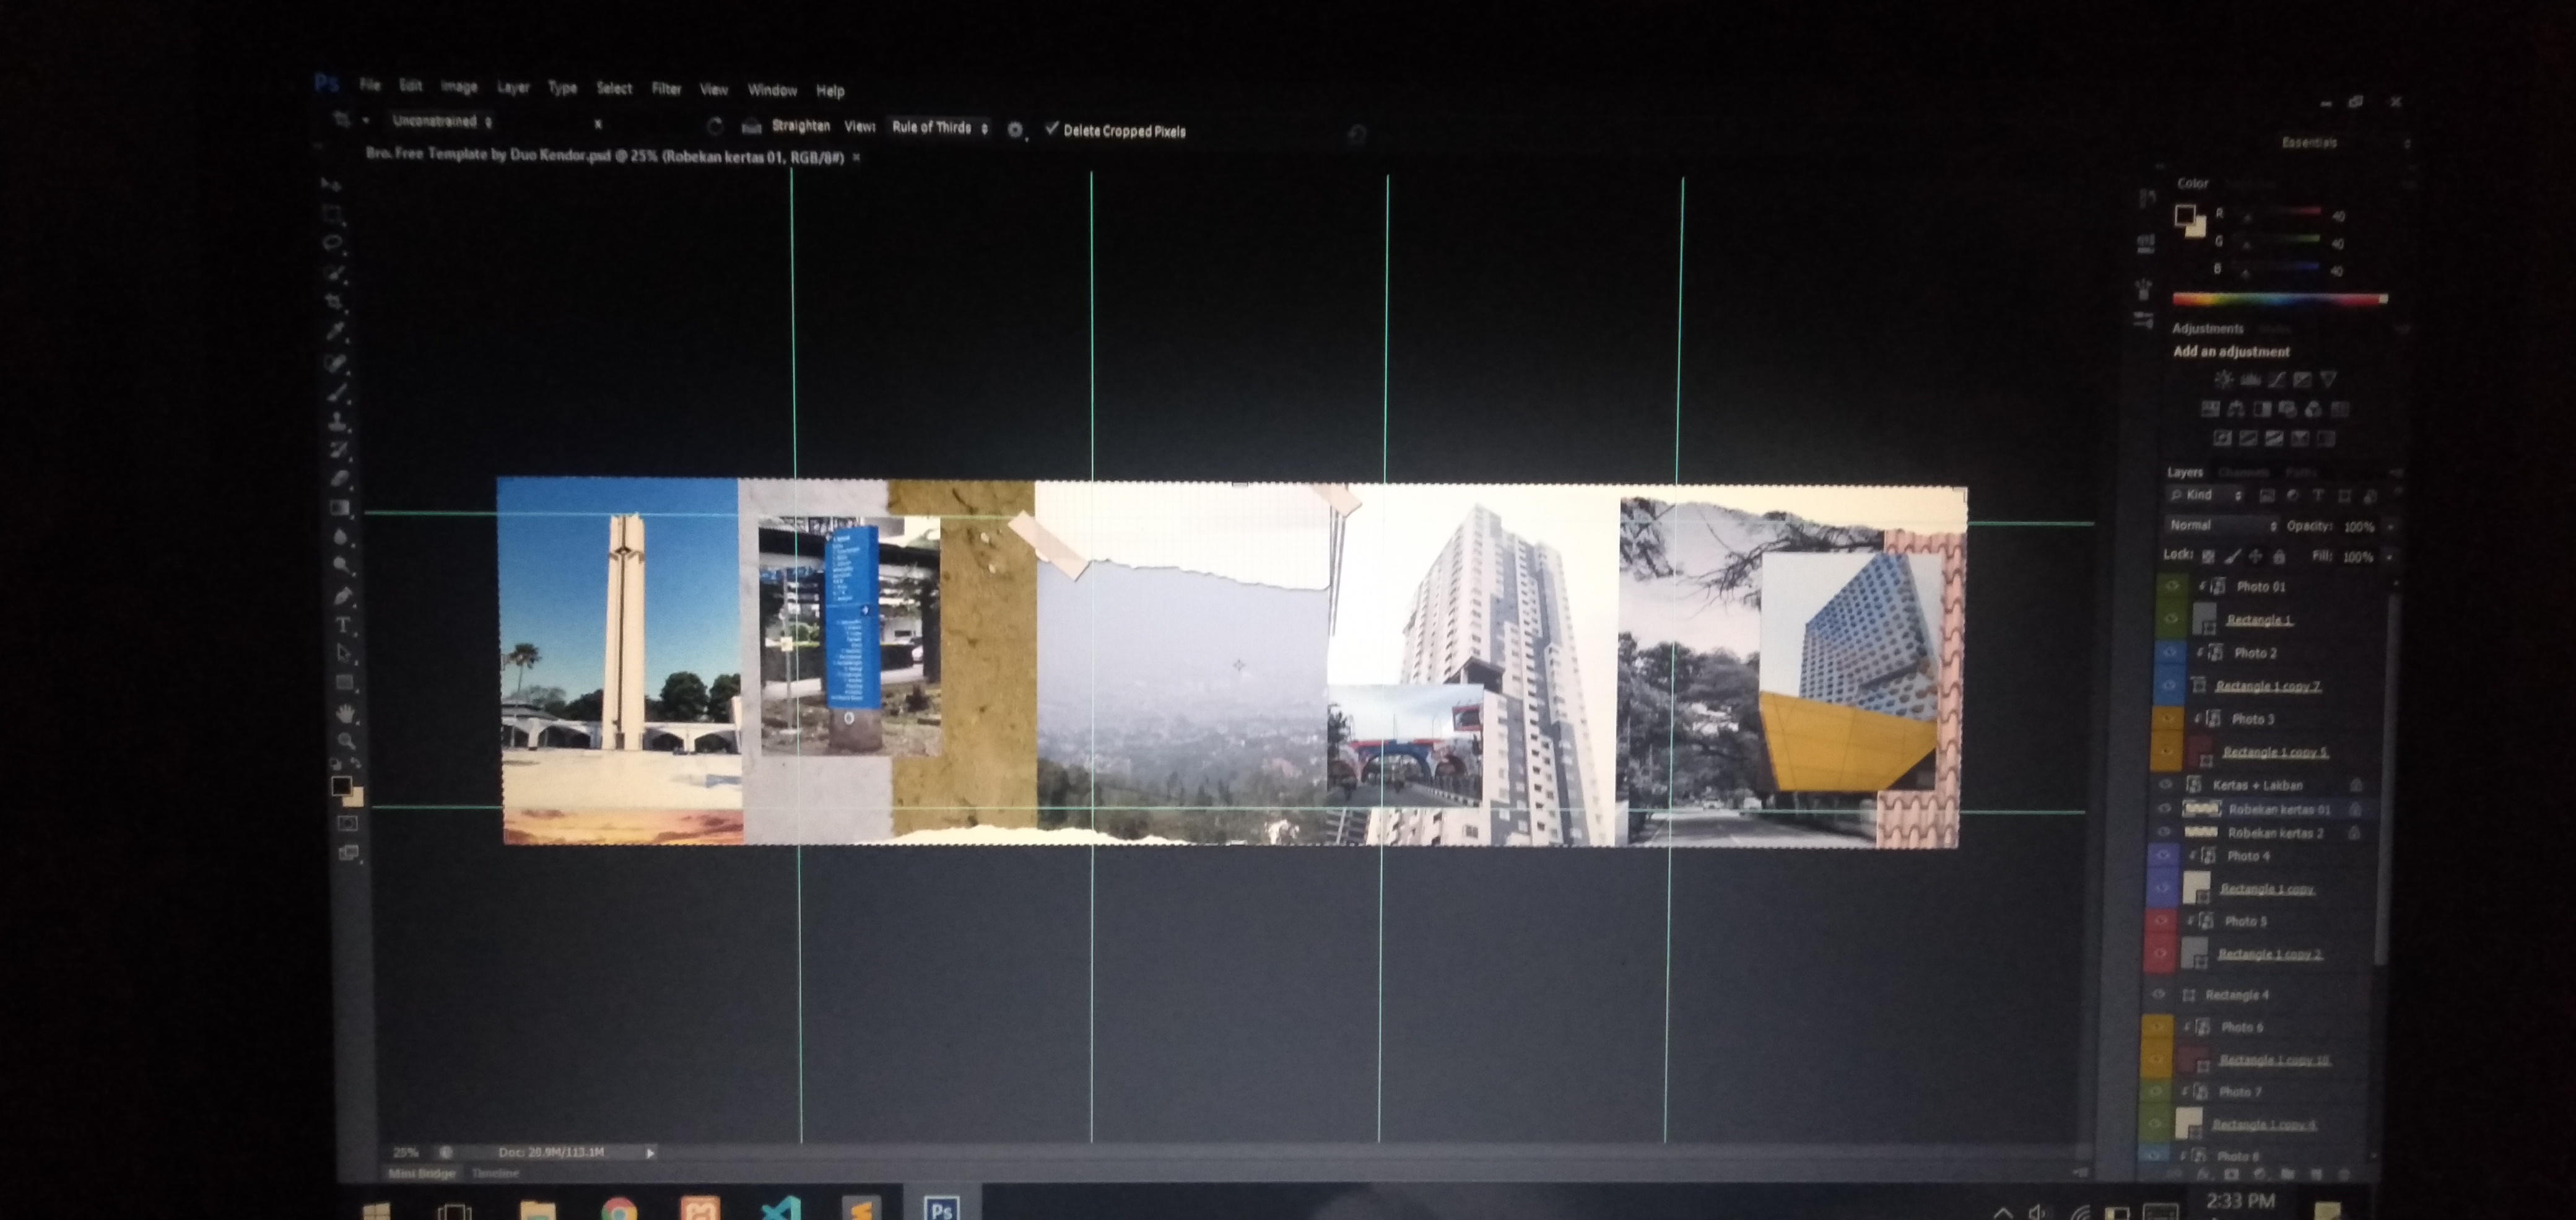 Ps File Edit Image Layer Type Select Filter View Window Help
Unconstrained x Straighten View: Rule of Thirds Delete Cropped Pixels
Essentials
Bro. Free Template by Duo Kendor.psd @ 25% (Robekan kertas 01, RGB/8#) ×
Color
R 40
G 40
B 40
Adjustments
Add an adjustment
Layers Channels Paths
Kind
Normal Opacity: 100%
Lock: Fill: 100%
Photo 01
Rectangle 1
Photo 2
Rectangle 1 copy 7
Photo 3
Rectangle 1 copy 5
Kertas + Lakban
Robekan kertas 01
Robekan kertas 2
Photo 4
Rectangle 1 copy
Photo 5
Rectangle 1 copy 2
Rectangle 4
Photo 6
Rectangle 1 copy 10
Photo 7
Rectangle 1 copy 6
Photo 8
25% Doc: 20.9M/113.1M
Mini Bridge Timeline
Ps
2:33 PM